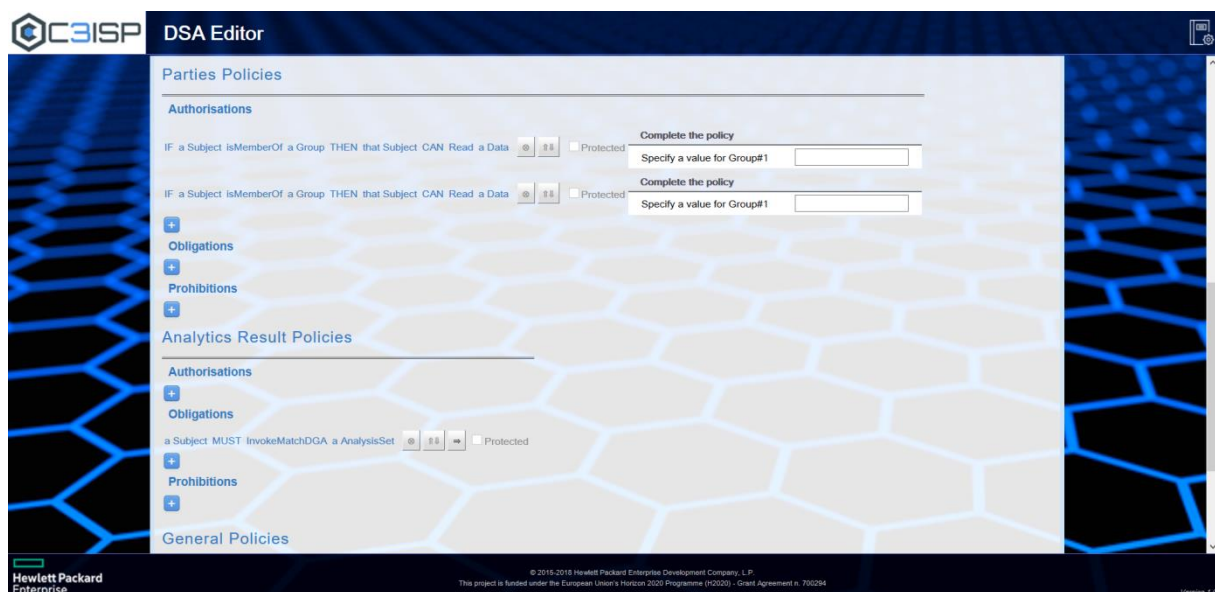 C3ISP
DSA Editor
Parties Policies
Authorisations
IF a Subject isMemberOf a Group THEN that Subject CAN Read a Data Protected
Complete the policy
Specify a value for Group#1
IF a Subject isMemberOf a Group THEN that Subject CAN Read a Data Protected
Complete the policy
Specify a value for Group#1
+
Obligations
+
Prohibitions
+
Analytics Result Policies
Authorisations
+
Obligations
a Subject MUST InvokeMatchDGA a AnalysisSet Protected
+
Prohibitions
+
General Policies
Hewlett Packard
Enterprise
© 2015-2018 Hewlett Packard Enterprise Development Company, L.P.
This project is funded under the European Union's Horizon 2020 Programme (H2020) - Grant Agreement n. 700294